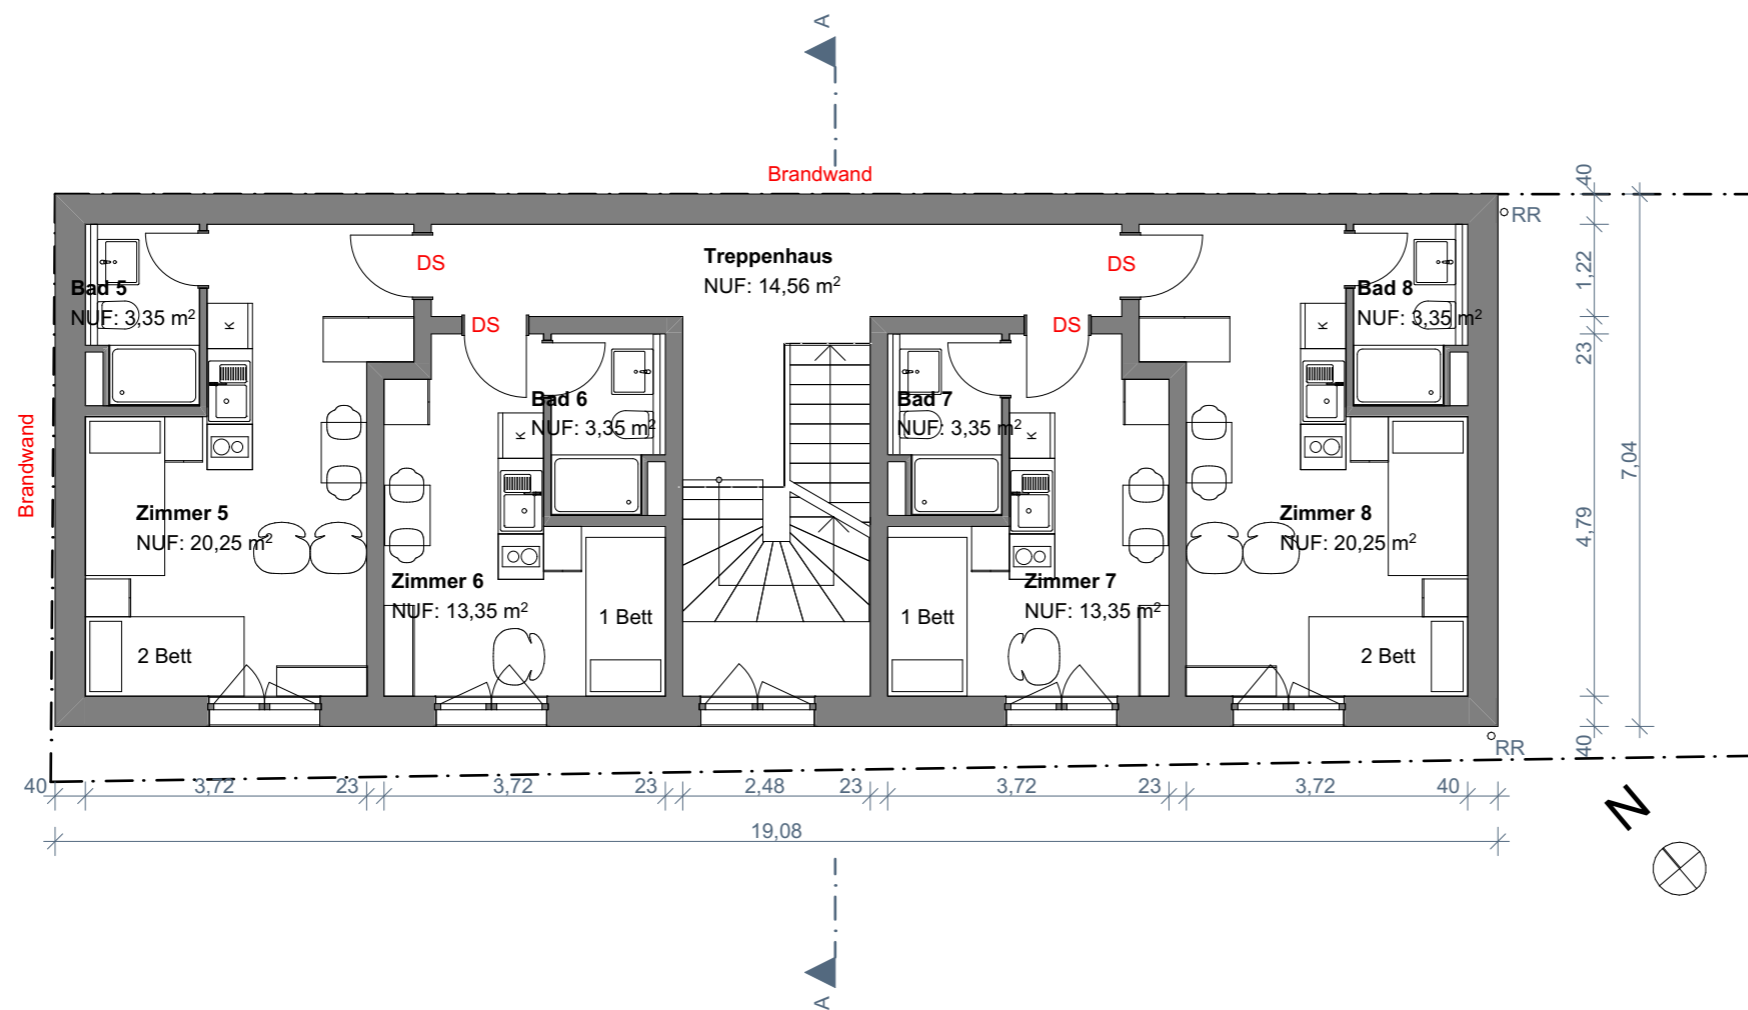 A
Brandwand
40
RR
Treppenhaus
NUF: 14,56 m²
DS
DS
1,22
Bad 5
NUF: 3,35 m²
Bad 8
NUF: 3,35 m²
K
K
DS
DS
23
Bad 6
NUF: 3,35 m²
Bad 7
NUF: 3,35 m²
K
K
Brandwand
7,04
Zimmer 5
NUF: 20,25 m²
Zimmer 8
NUF: 20,25 m²
4,79
Zimmer 6
NUF: 13,35 m²
Zimmer 7
NUF: 13,35 m²
1 Bett
1 Bett
2 Bett
2 Bett
40
RR
40
3,72
23
3,72
23
2,48
23
3,72
23
3,72
40
19,08
N
A